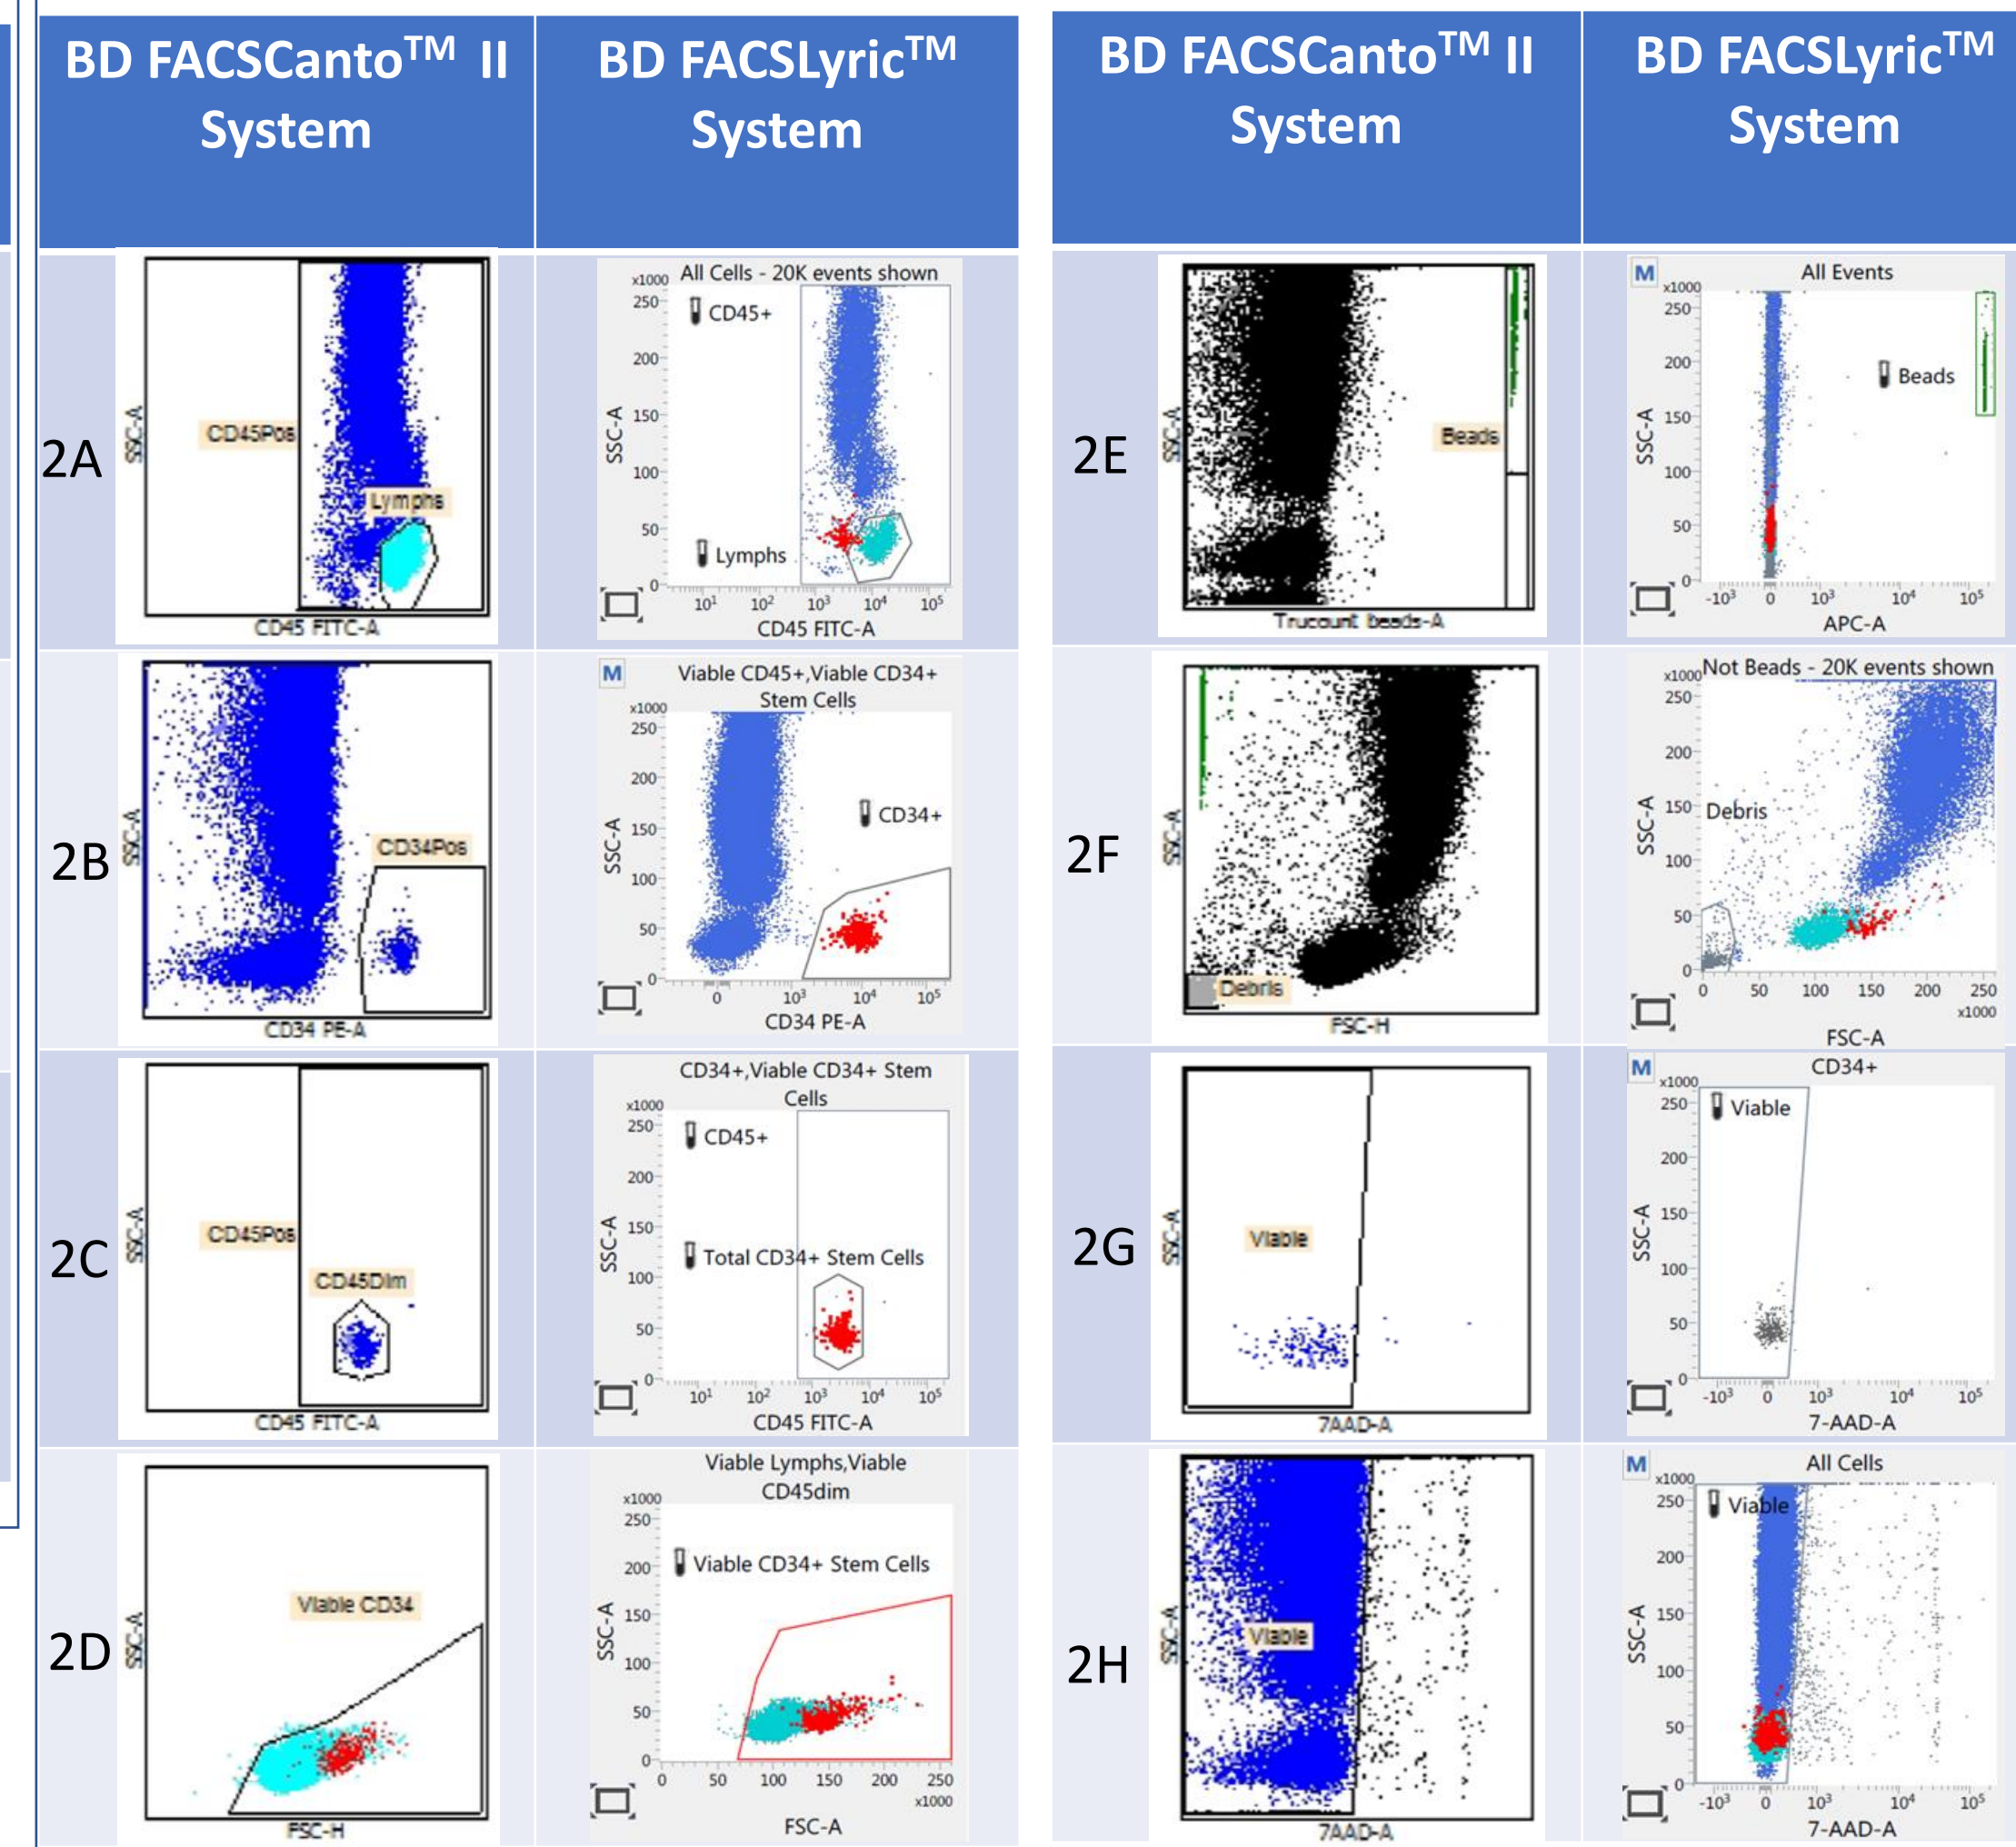 BD FACSCanto™ II
System
BD FACSLyric™
System
2A
SSC-A
CD45Pos
Lymphs
CD45 FITC-A
All Cells - 20K events shown
x1000
250
200
150
100
50
0
SSC-A
CD45+
Lymphs
10¹ 10² 10³ 10⁴ 10⁵
CD45 FITC-A
2B
SSC-A
CD34Pos
CD34 PE-A
M
Viable CD45+,Viable CD34+
Stem Cells
x1000
250
200
150
100
50
0
SSC-A
CD34+
0 10³ 10⁴ 10⁵
CD34 PE-A
2C
SSC-A
CD45Pos
CD45Dim
CD45 FITC-A
CD34+,Viable CD34+ Stem
Cells
x1000
250
200
150
100
50
0
SSC-A
CD45+
Total CD34+ Stem Cells
10¹ 10² 10³ 10⁴ 10⁵
CD45 FITC-A
2D
SSC-A
Viable CD34
FSC-H
Viable Lymphs,Viable
CD45dim
x1000
250
200
150
100
50
0
SSC-A
Viable CD34+ Stem Cells
0 50 100 150 200 250
x1000
FSC-A
BD FACSCanto™ II
System
BD FACSLyric™
System
2E
SSC-A
Beads
Trucount beads-A
M
All Events
x1000
250
200
150
100
50
0
SSC-A
Beads
-10³ 0 10³ 10⁴ 10⁵
APC-A
2F
SSC-A
Debris
FSC-H
Not Beads - 20K events shown
x1000
250
200
150
100
50
0
SSC-A
Debris
0 50 100 150 200 250
x1000
FSC-A
2G
SSC-A
Viable
7AAD-A
M
CD34+
x1000
250
200
150
100
50
0
SSC-A
Viable
-10³ 0 10³ 10⁴ 10⁵
7-AAD-A
2H
SSC-A
Viable
7AAD-A
M
All Cells
x1000
250
200
150
100
50
0
SSC-A
Viable
-10³ 0 10³ 10⁴ 10⁵
7-AAD-A